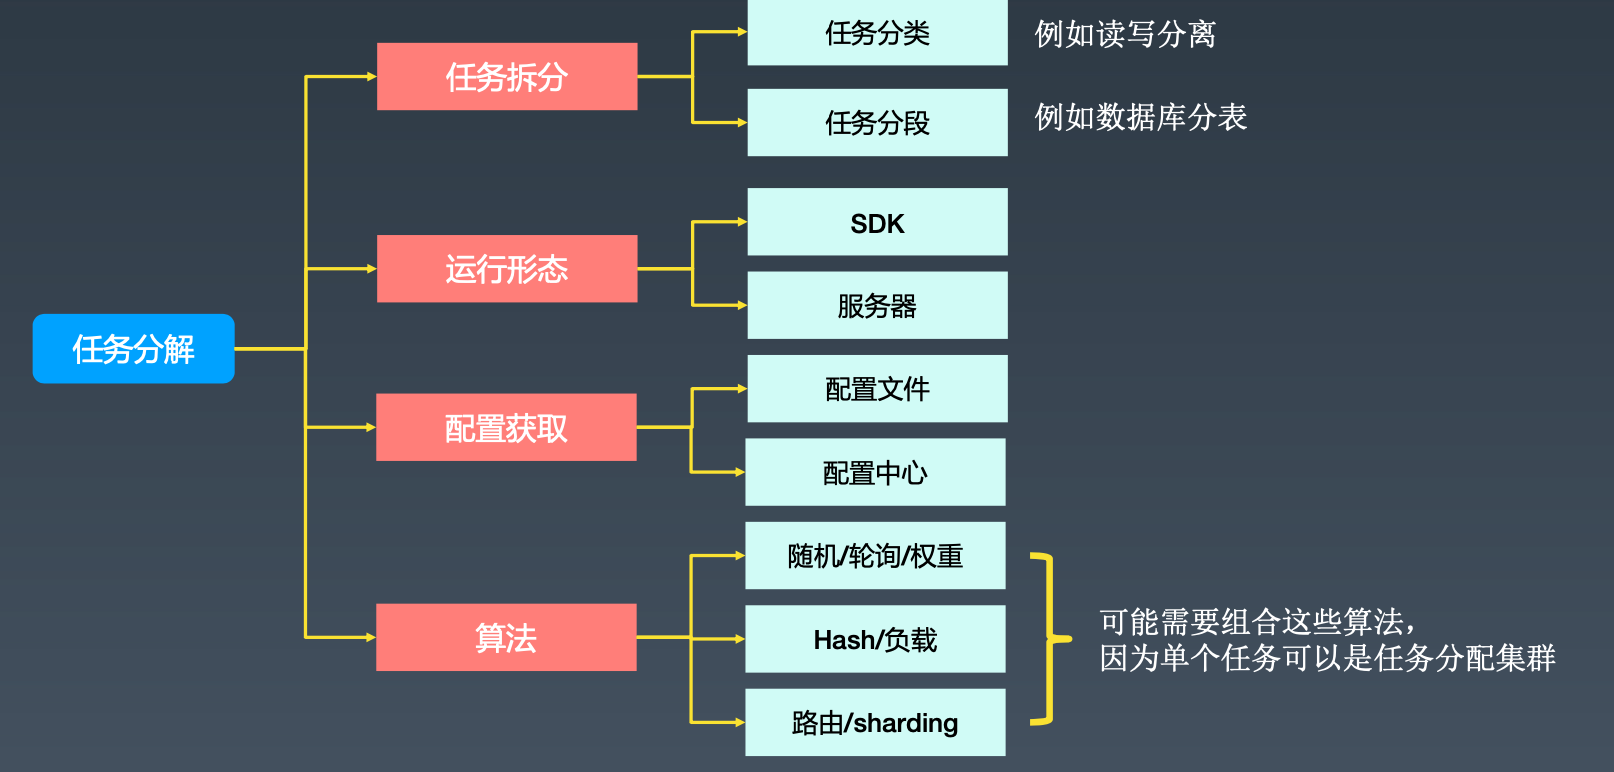 任务分类
例如读写分离
任务拆分
任务分段
例如数据库分表
SDK
运行形态
服务器
任务分解
配置文件
配置获取
配置中心
随机/轮询/权重
算法
Hash/负载
可能需要组合这些算法，
因为单个任务可以是任务分配集群
路由/sharding